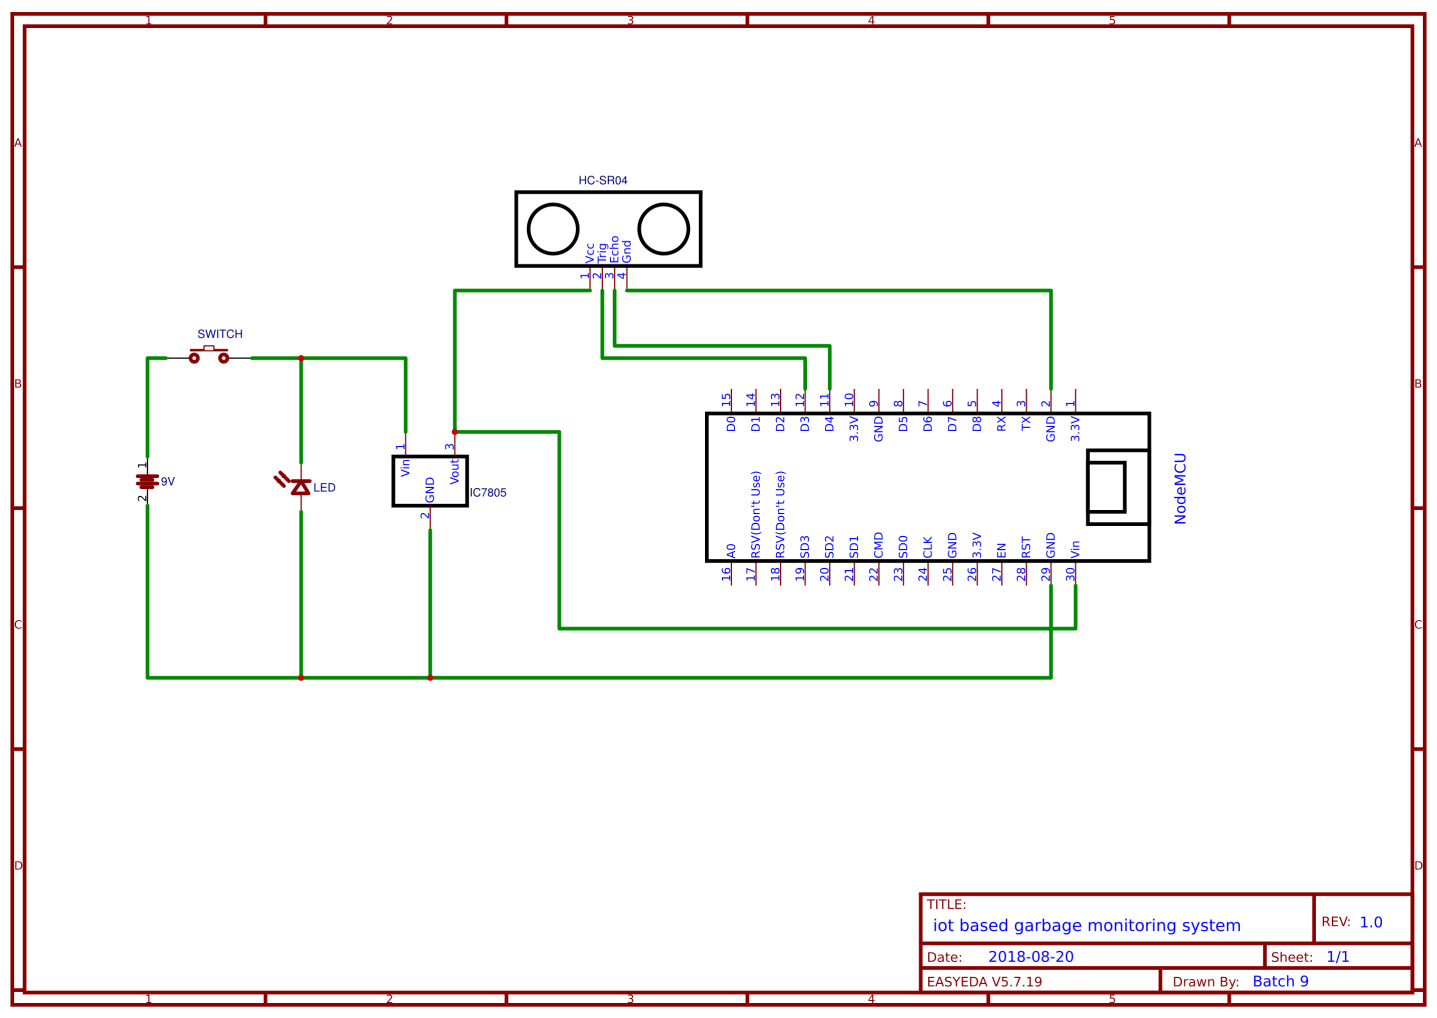 1 2 3 4 5
A A
HC-SR04
Vcc Trig Echo Gnd
1 2 3 4
SWITCH
B B
15 14 13 12 11 10 9 8 7 6 5 4 3 2 1
D0 D1 D2 D3 D4 3.3V GND D5 D6 D7 D8 RX TX GND 3.3V
1 3
Vin Vout
GND
2
IC7805
1
9V
2
LED
NodeMCU
RSV(Don't Use) RSV(Don't Use)
A0 SD3 SD2 SD1 CMD SD0 CLK GND 3.3V EN RST GND Vin
16 17 18 19 20 21 22 23 24 25 26 27 28 29 30
C C
D D
TITLE:
iot based garbage monitoring system
REV: 1.0
Date: 2018-08-20
Sheet: 1/1
EASYEDA V5.7.19
Drawn By: Batch 9
1 2 3 4 5